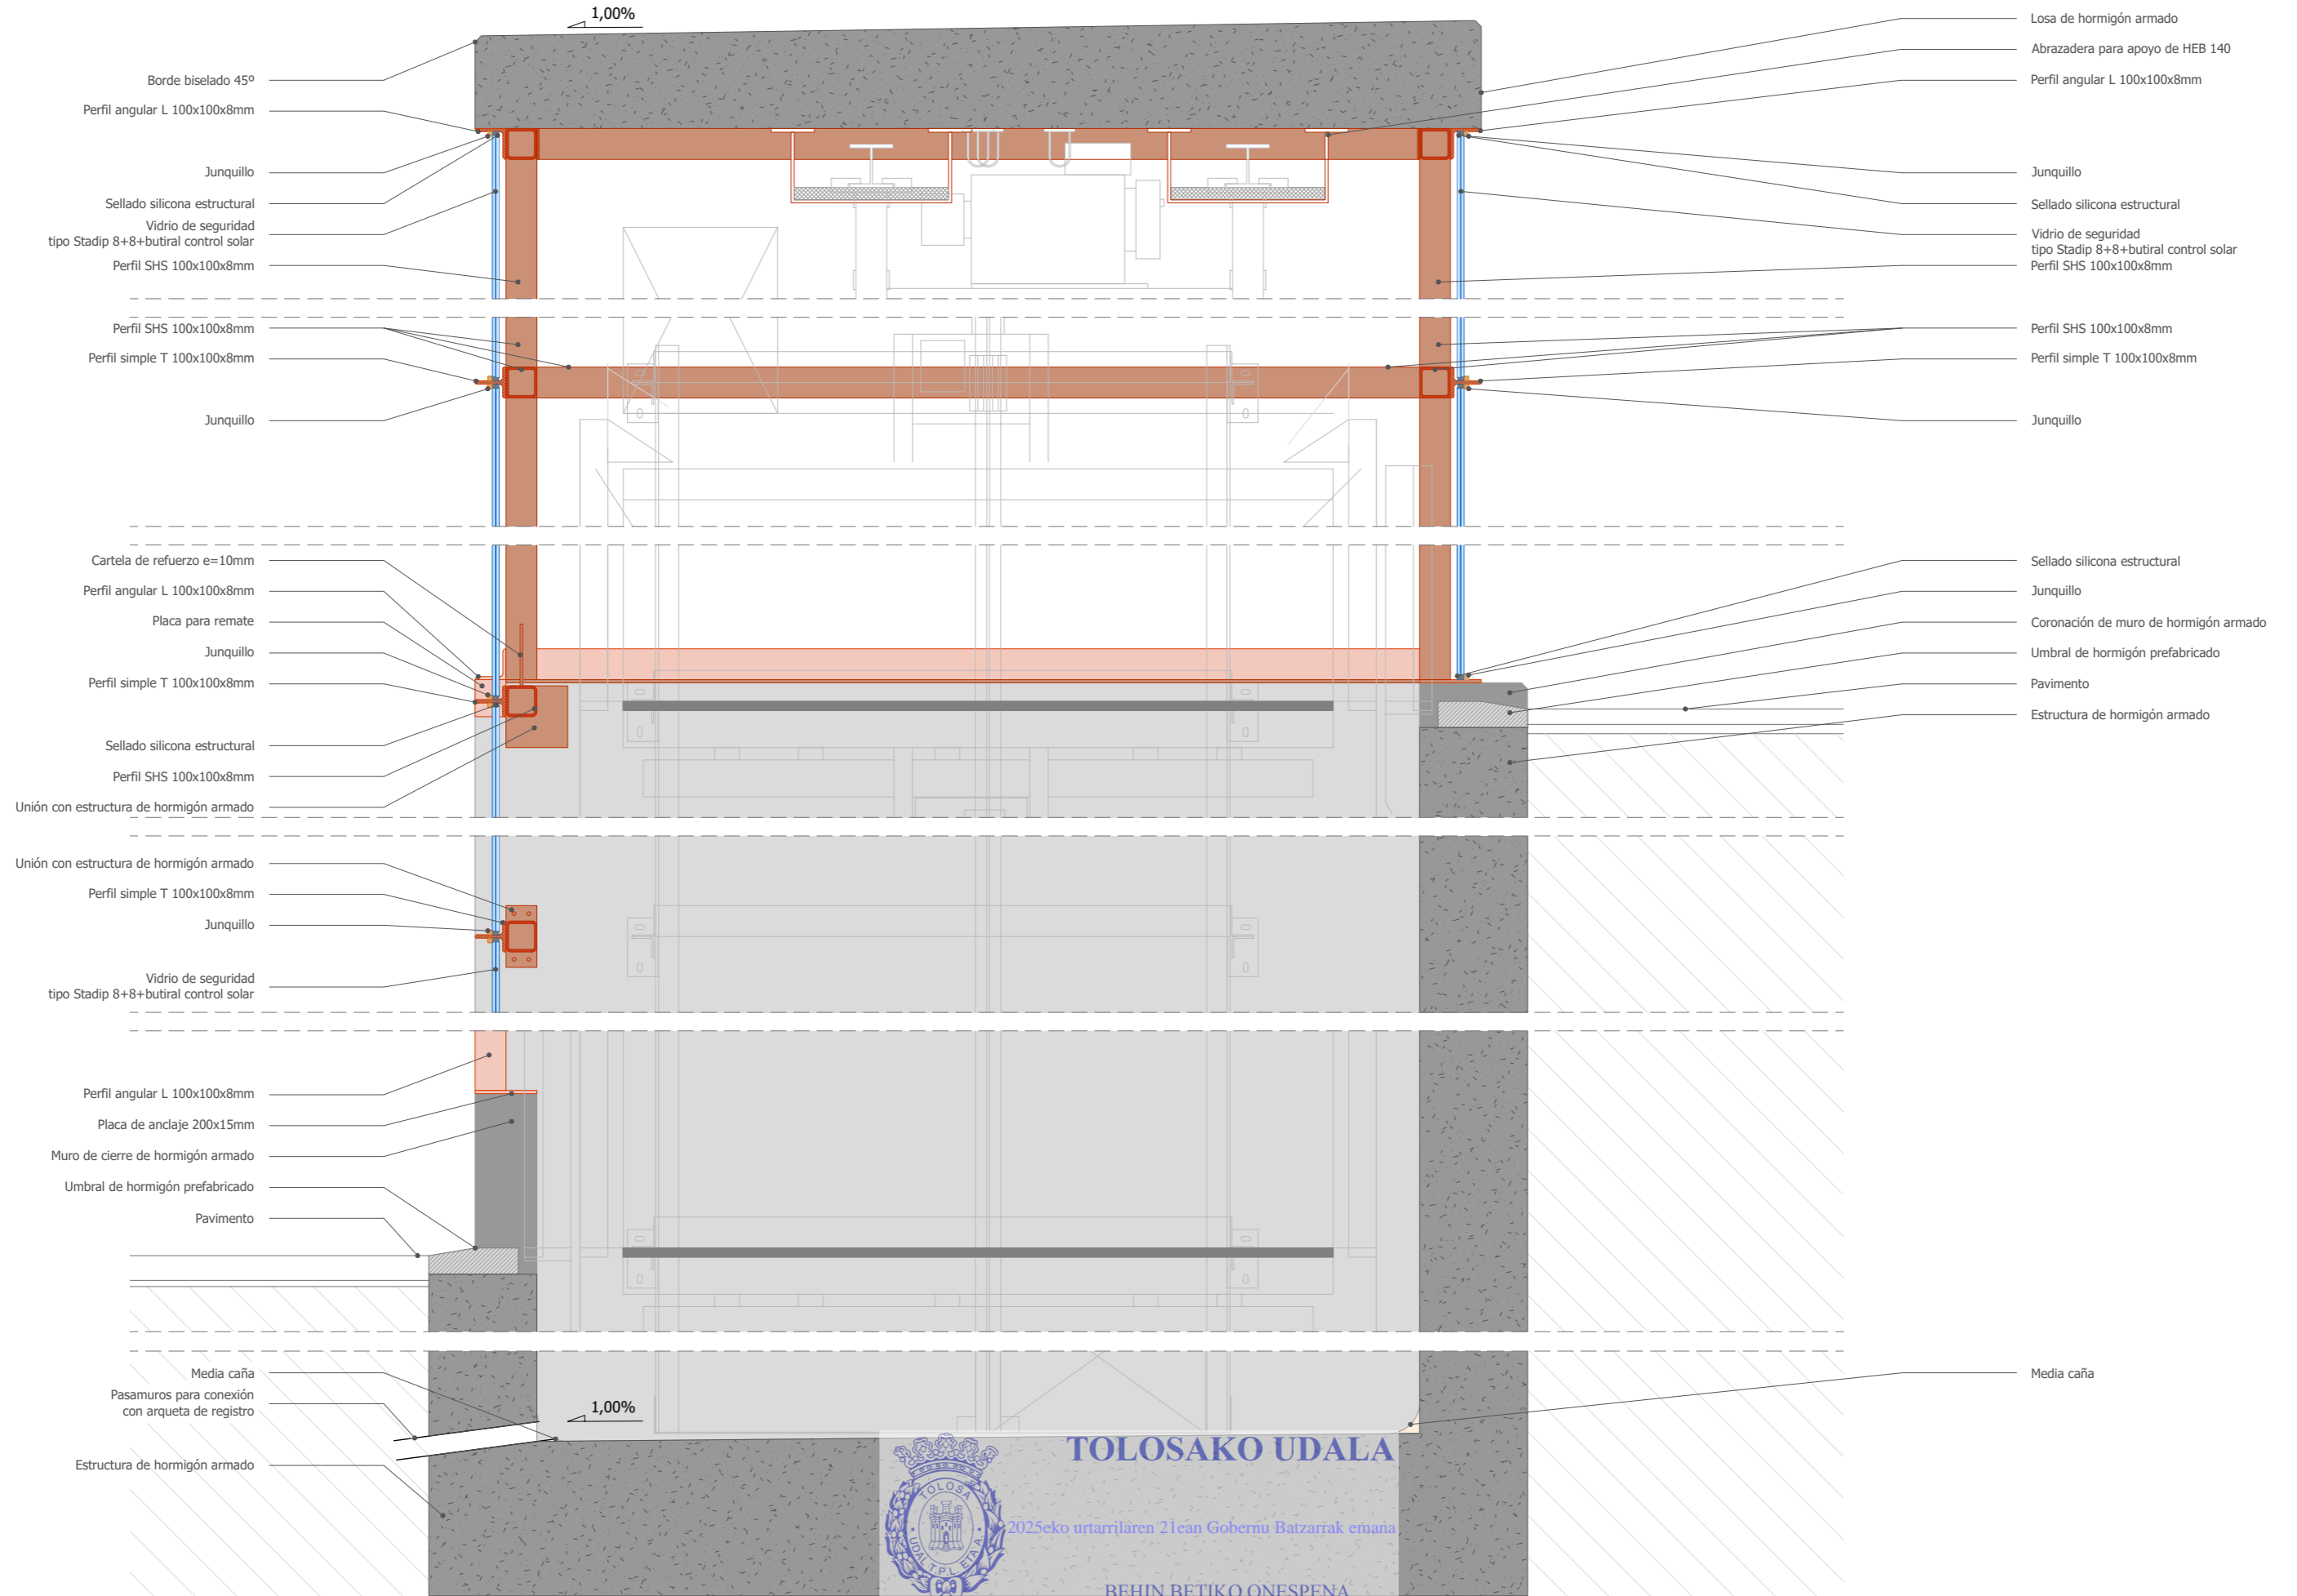 1,00%
Borde biselado 45º
Perfil angular L 100x100x8mm
Junquillo
Sellado silicona estructural
Vidrio de seguridad
tipo Stadip 8+8+butiral control solar
Perfil SHS 100x100x8mm
Perfil SHS 100x100x8mm
Perfil simple T 100x100x8mm
Junquillo
Cartela de refuerzo e=10mm
Perfil angular L 100x100x8mm
Placa para remate
Junquillo
Perfil simple T 100x100x8mm
Sellado silicona estructural
Perfil SHS 100x100x8mm
Unión con estructura de hormigón armado
Unión con estructura de hormigón armado
Perfil simple T 100x100x8mm
Junquillo
Vidrio de seguridad
tipo Stadip 8+8+butiral control solar
Perfil angular L 100x100x8mm
Placa de anclaje 200x15mm
Muro de cierre de hormigón armado
Umbral de hormigón prefabricado
Pavimento
Media caña
Pasamuros para conexión
con arqueta de registro
Estructura de hormigón armado
1,00%
Losa de hormigón armado
Abrazadera para apoyo de HEB 140
Perfil angular L 100x100x8mm
Junquillo
Sellado silicona estructural
Vidrio de seguridad
tipo Stadip 8+8+butiral control solar
Perfil SHS 100x100x8mm
Perfil SHS 100x100x8mm
Perfil simple T 100x100x8mm
Junquillo
Sellado silicona estructural
Junquillo
Coronación de muro de hormigón armado
Umbral de hormigón prefabricado
Pavimento
Estructura de hormigón armado
Media caña
TOLOSAKO UDALA
TOLOSA
UDAL T.P.L. ETA A.
2025eko urtarrilaren 21ean Gobernu Batzarrak emana
BEHIN BETIKO ONESPENA